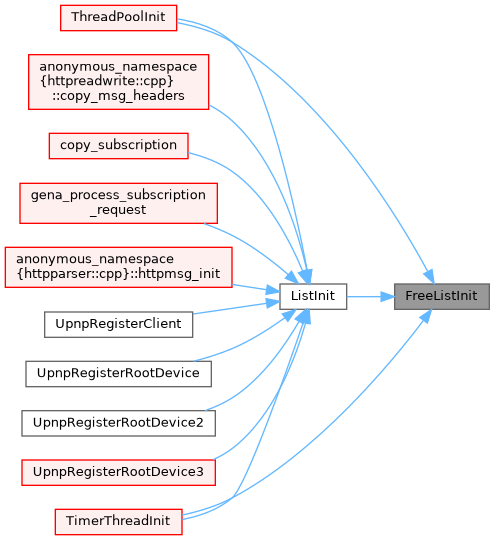 ThreadPoolInit
anonymous_namespace
{httpreadwrite::cpp}
::copy_msg_headers
copy_subscription
gena_process_subscription
_request
anonymous_namespace
{httpparser::cpp}::httpmsg_init
ListInit
FreeListInit
UpnpRegisterClient
UpnpRegisterRootDevice
UpnpRegisterRootDevice2
UpnpRegisterRootDevice3
TimerThreadInit